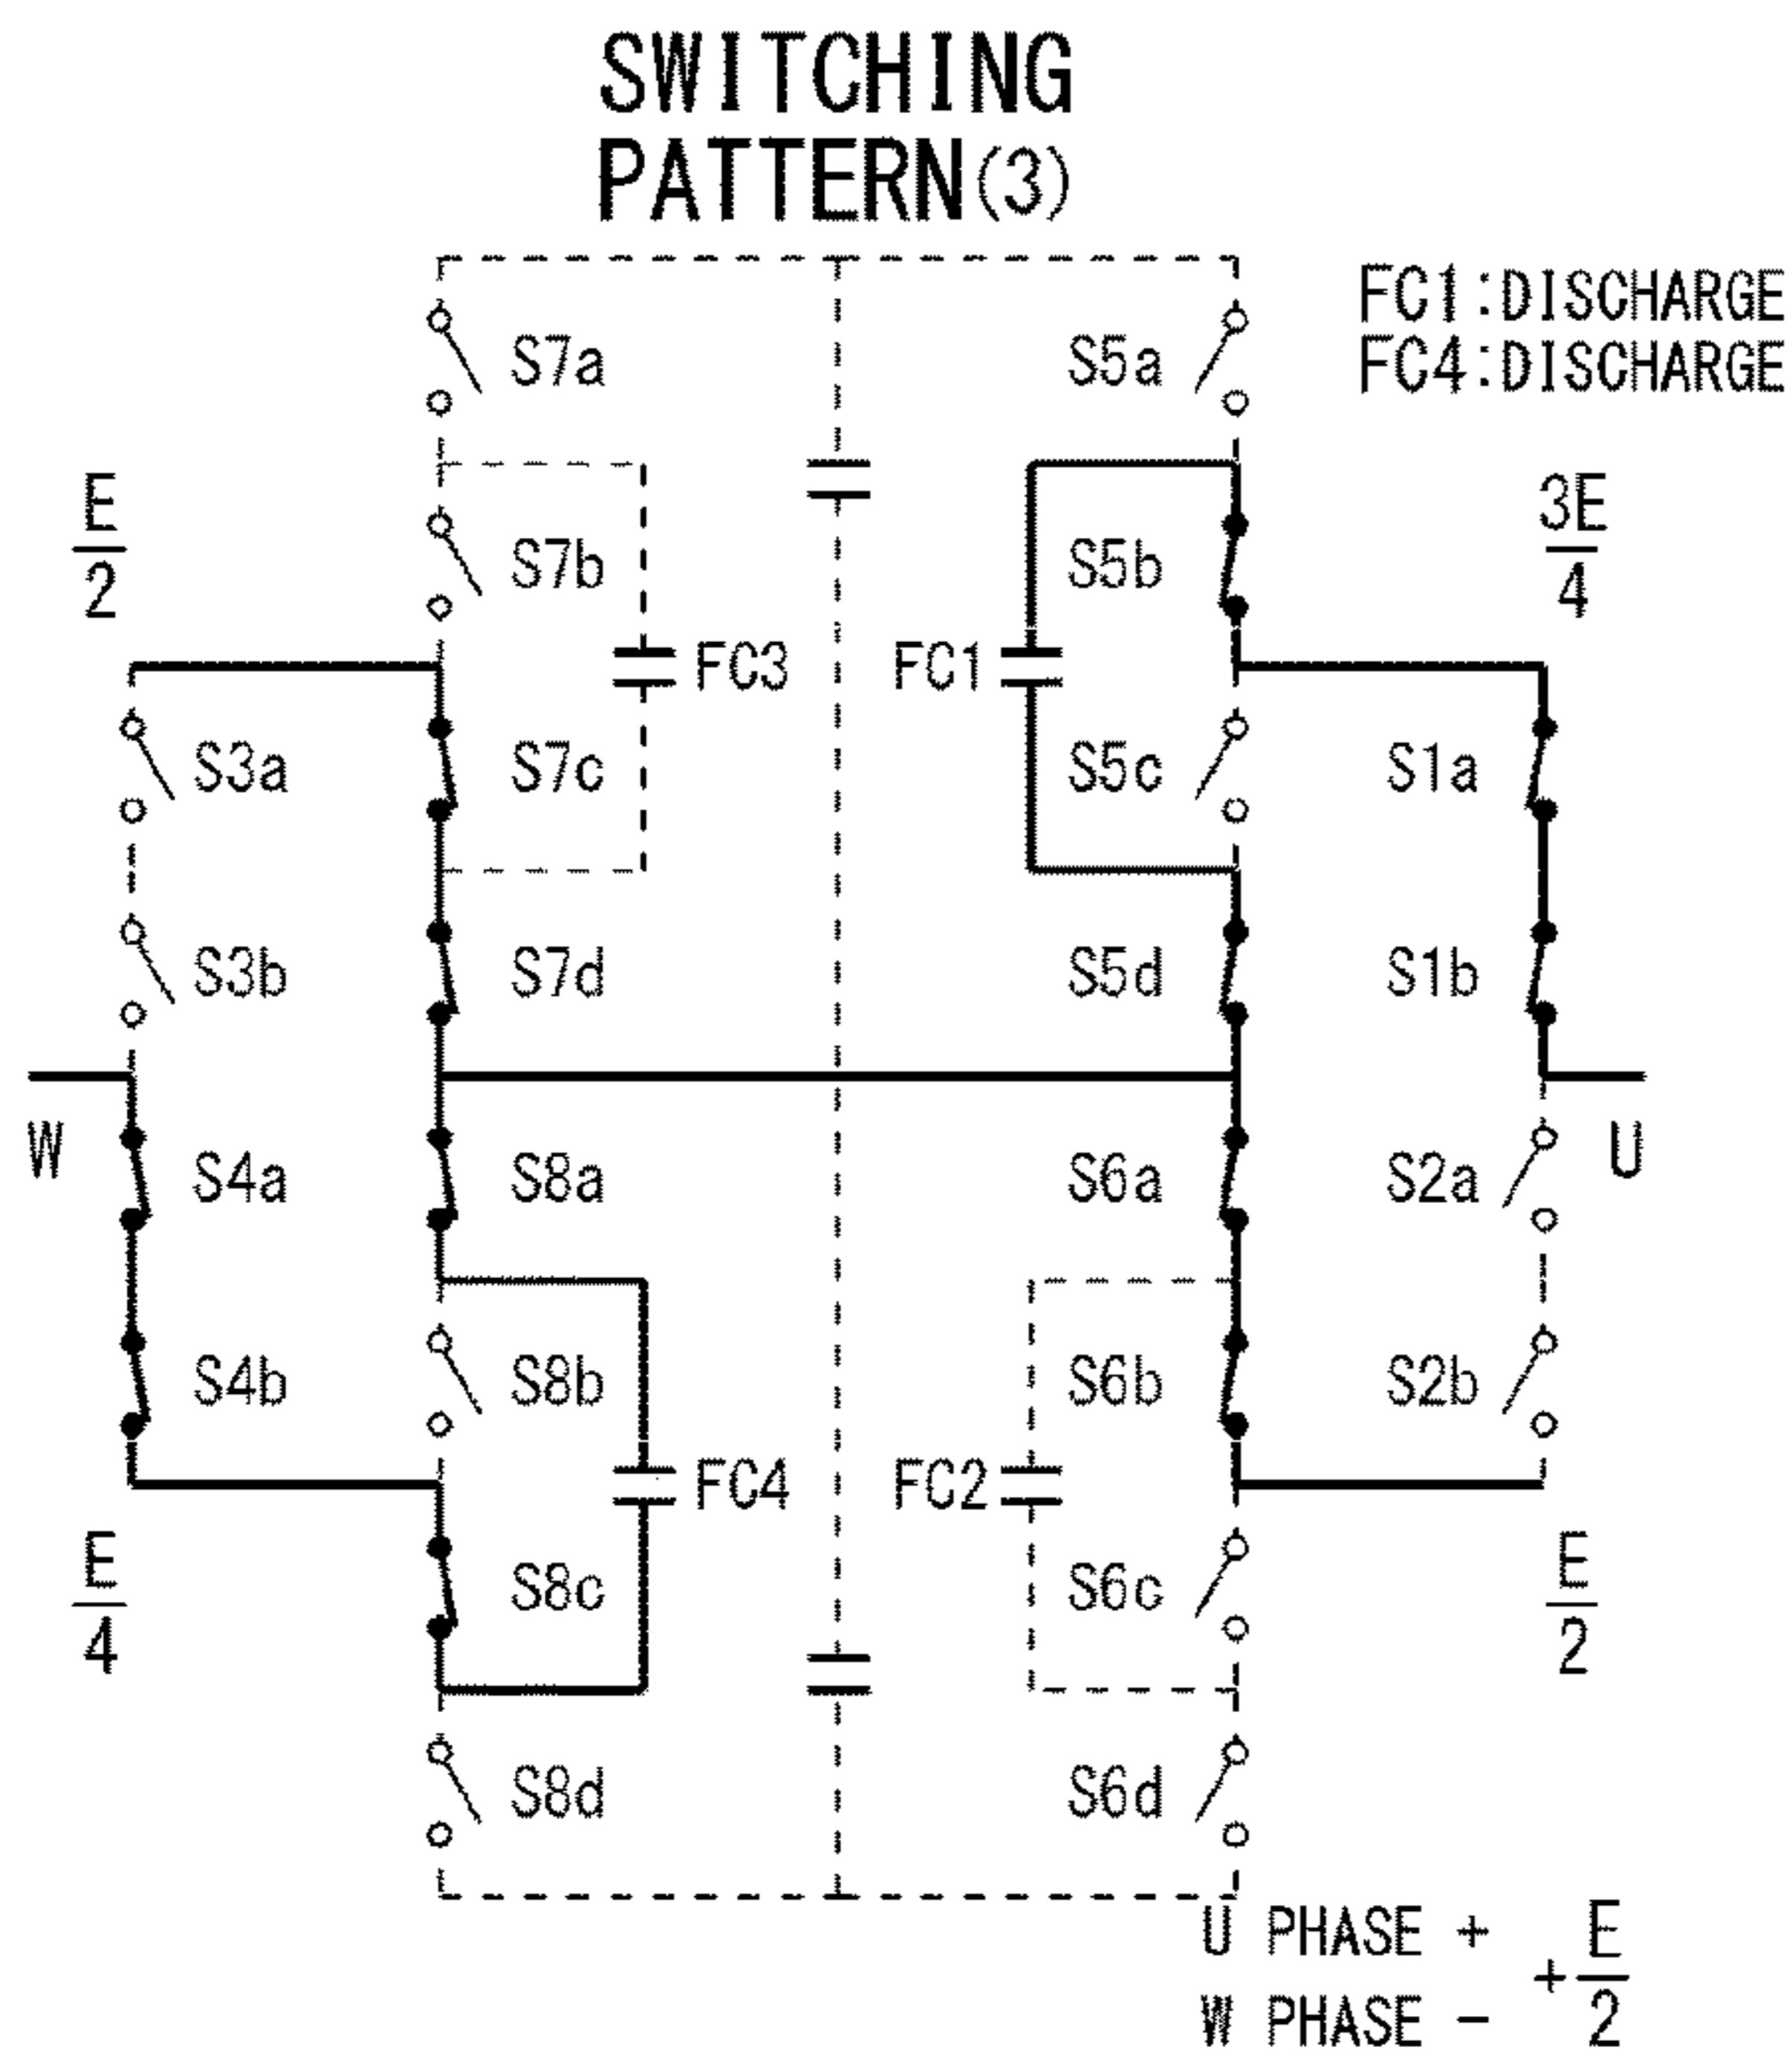 SWITCHING
PATTERN(3)
FC1:DISCHARGE
FC4:DISCHARGE
S7a
S5a
E
2
3E
4
S7b
S5b
FC3
FC1
S3a
S7c
S5c
S1a
S3b
S7d
S5d
S1b
W
S4a
S8a
S6a
S2a
U
S4b
S8b
S6b
S2b
FC4
FC2
E
4
E
2
S8c
S6c
S8d
S6d
U PHASE +
W PHASE -
+E
2